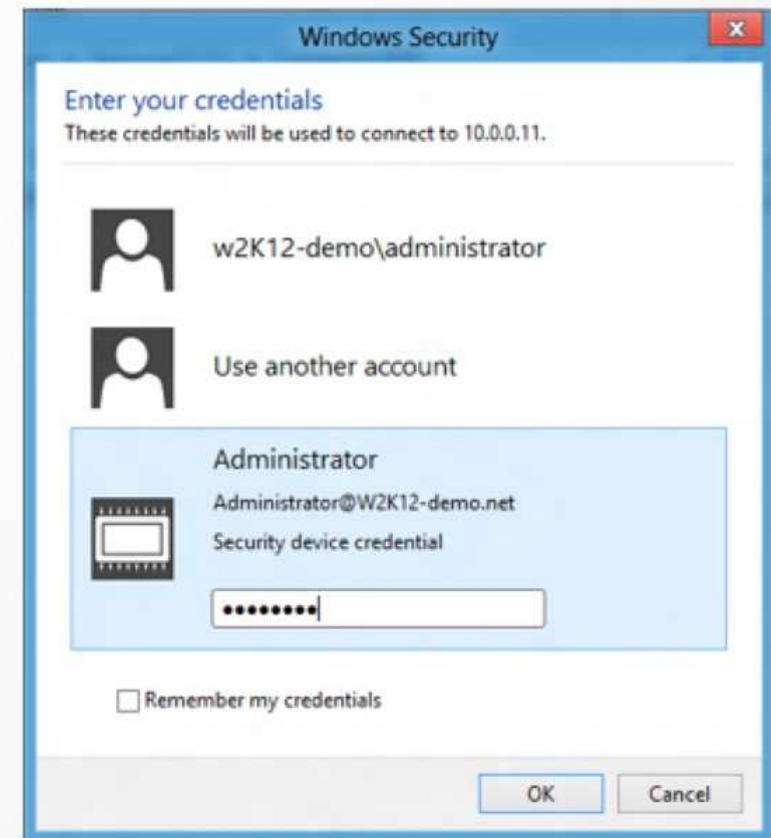 Windows Security
x
Enter your credentials
These credentials will be used to connect to 10.0.0.11.
w2K12-demo\administrator
Use another account
Administrator
Administrator@W2K12-demo.net
Security device credential
••••••••
Remember my credentials
OK
Cancel